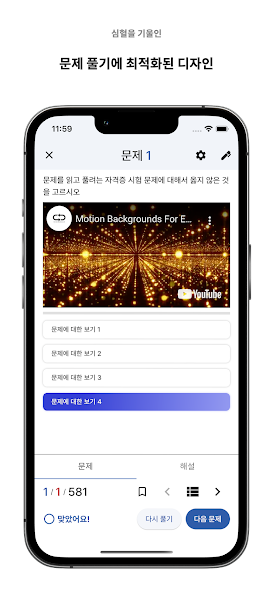 심혈을 기울인
문제 풀기에 최적화된 디자인
11:59
문제 1
문제를 읽고 풀려는 자격증 시험 문제에 대해서 옳지 않은 것
을 고르시오
Motion Backgrounds For E...
YouTube
문제에 대한 보기 1
문제에 대한 보기 2
문제에 대한 보기 3
문제에 대한 보기 4
문제 해설
1 / 1 / 581
맞았어요! 다시 풀기 다음 문제